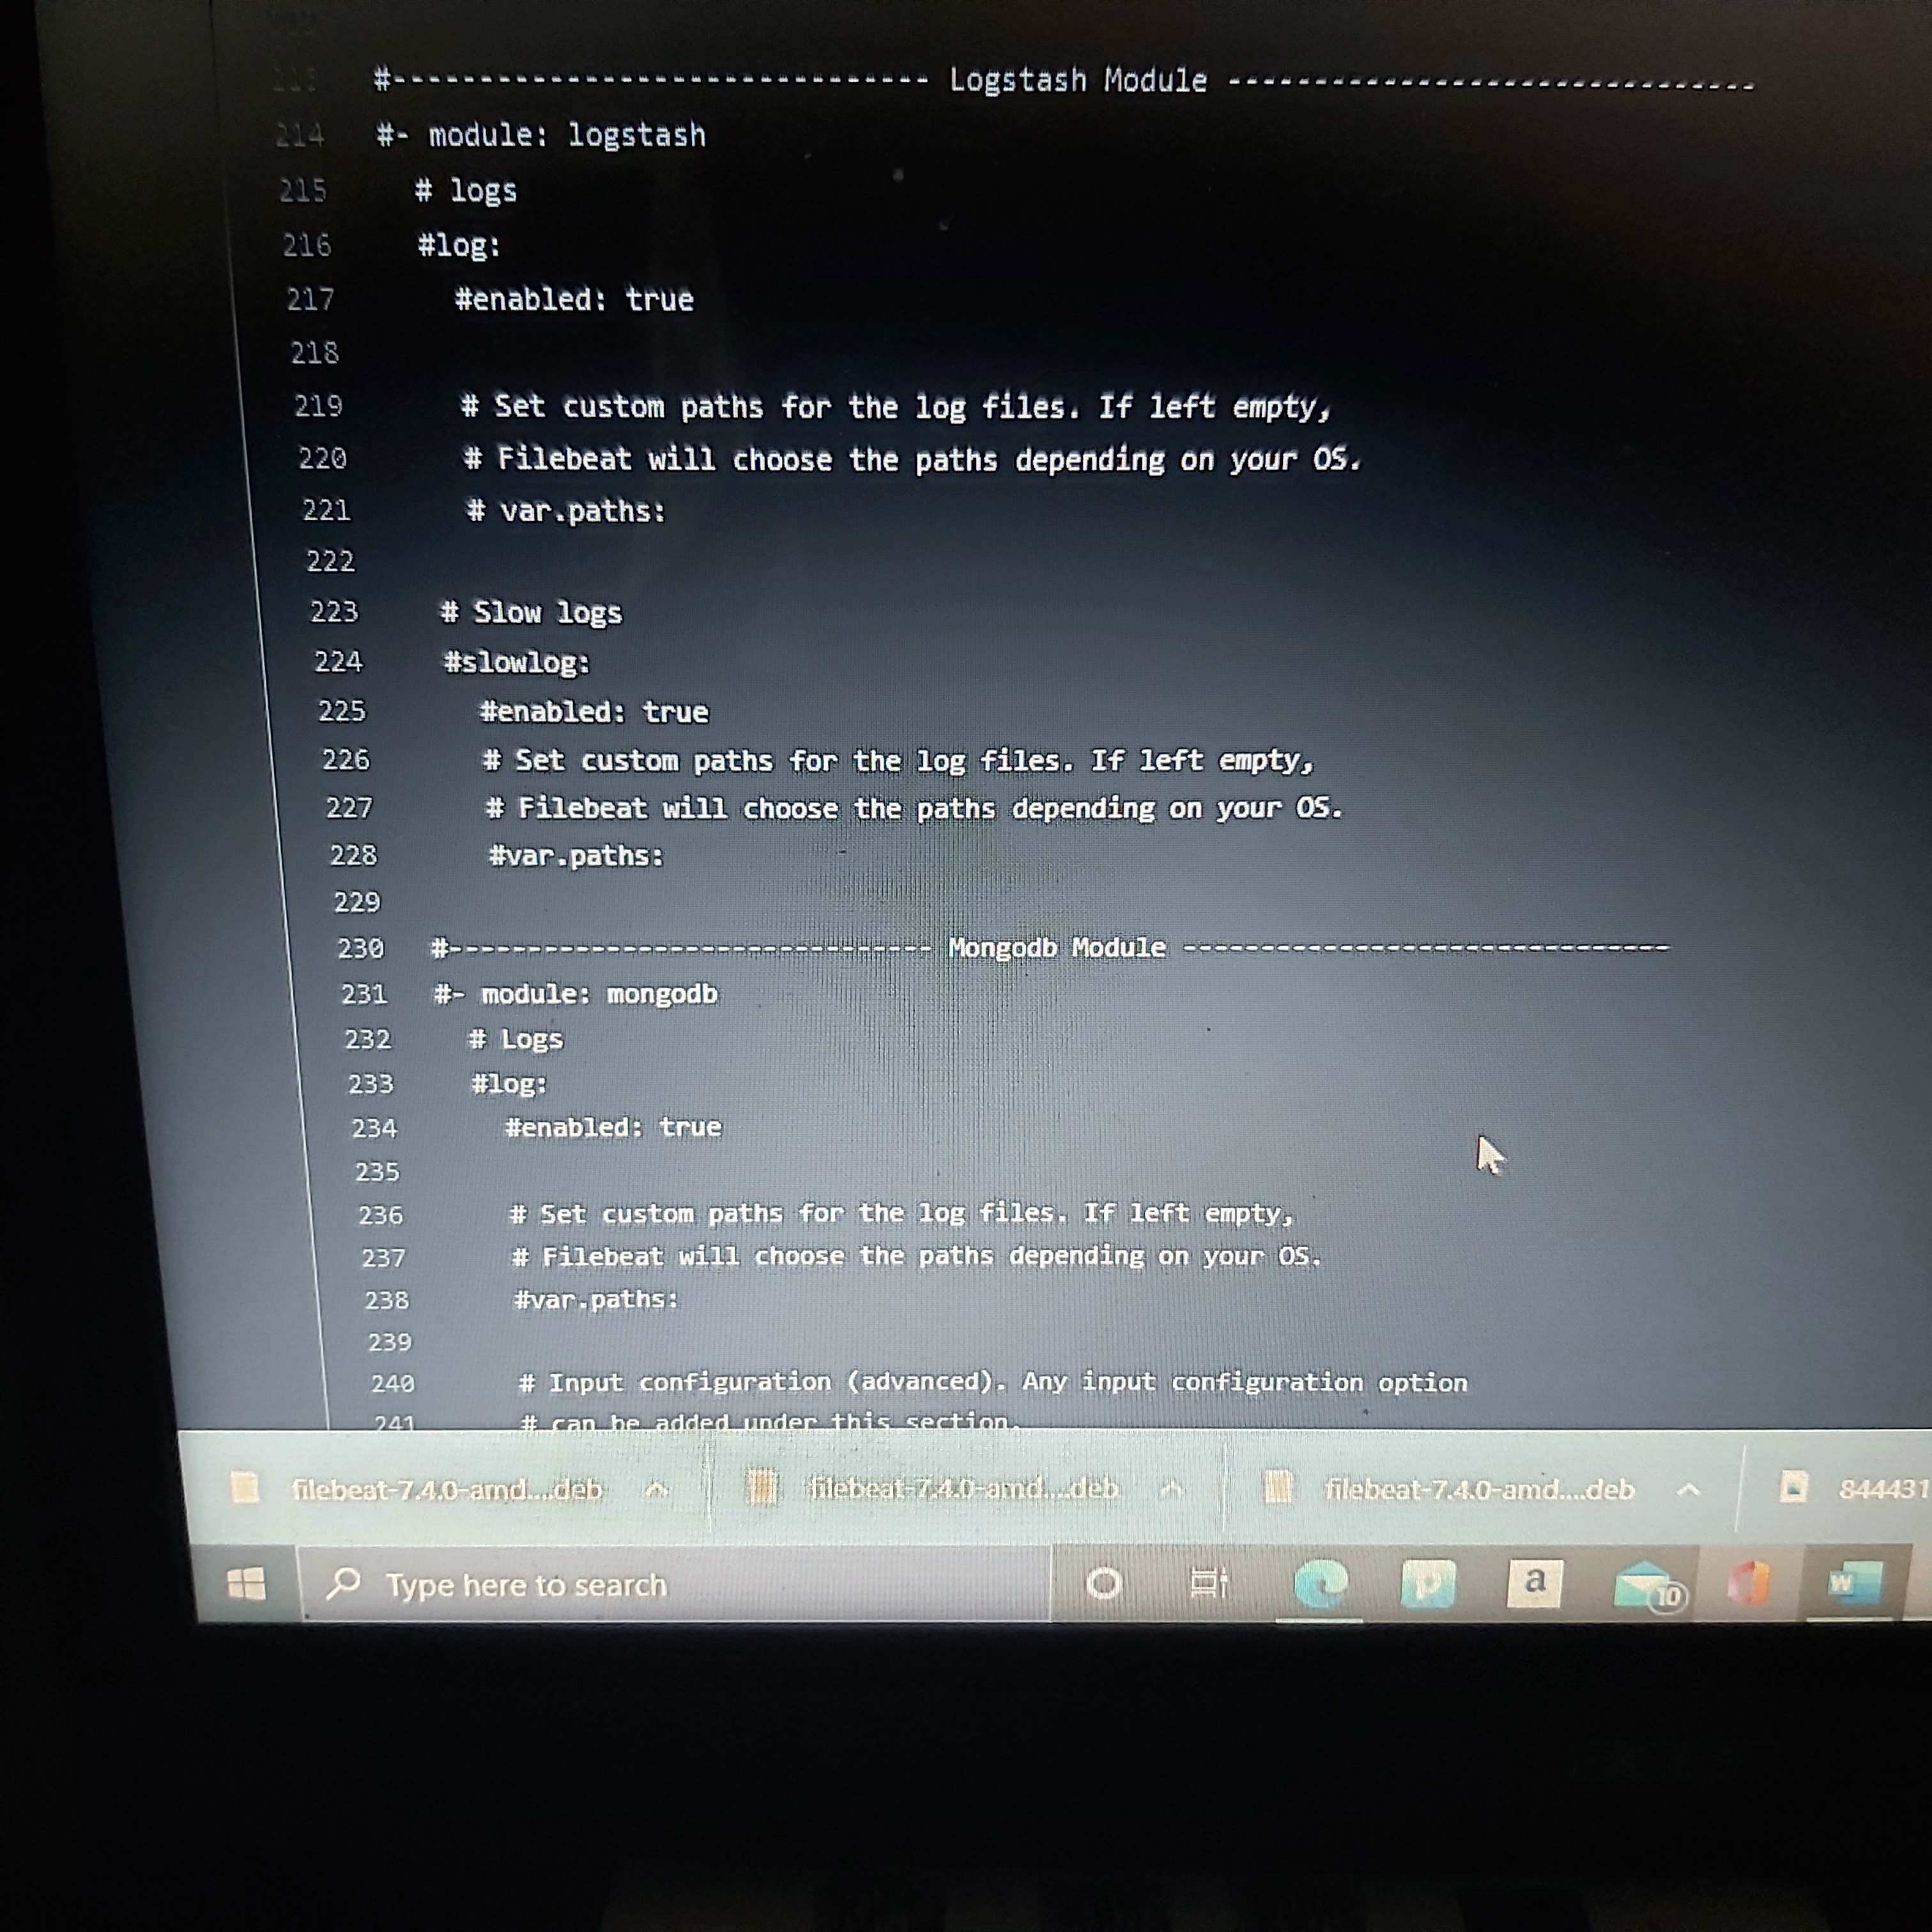 213 #------------------------------- Logstash Module -------------------------------
214 #- module: logstash
215 # logs
216 #log:
217 #enabled: true
218
219 # Set custom paths for the log files. If left empty,
220 # Filebeat will choose the paths depending on your OS.
221 # var.paths:
222
223 # Slow logs
224 #slowlog:
225 #enabled: true
226 # Set custom paths for the log files. If left empty,
227 # Filebeat will choose the paths depending on your OS.
228 #var.paths:
229
230 #------------------------------- Mongodb Module -------------------------------
231 #- module: mongodb
232 # Logs
233 #log:
234 #enabled: true
235
236 # Set custom paths for the log files. If left empty,
237 # Filebeat will choose the paths depending on your OS.
238 #var.paths:
239
240 # Input configuration (advanced). Any input configuration option
241 # can be added under this section.
filebeat-7.4.0-amd....deb filebeat-7.4.0-amd....deb filebeat-7.4.0-amd....deb 844431
Type here to search a 10 W
acer